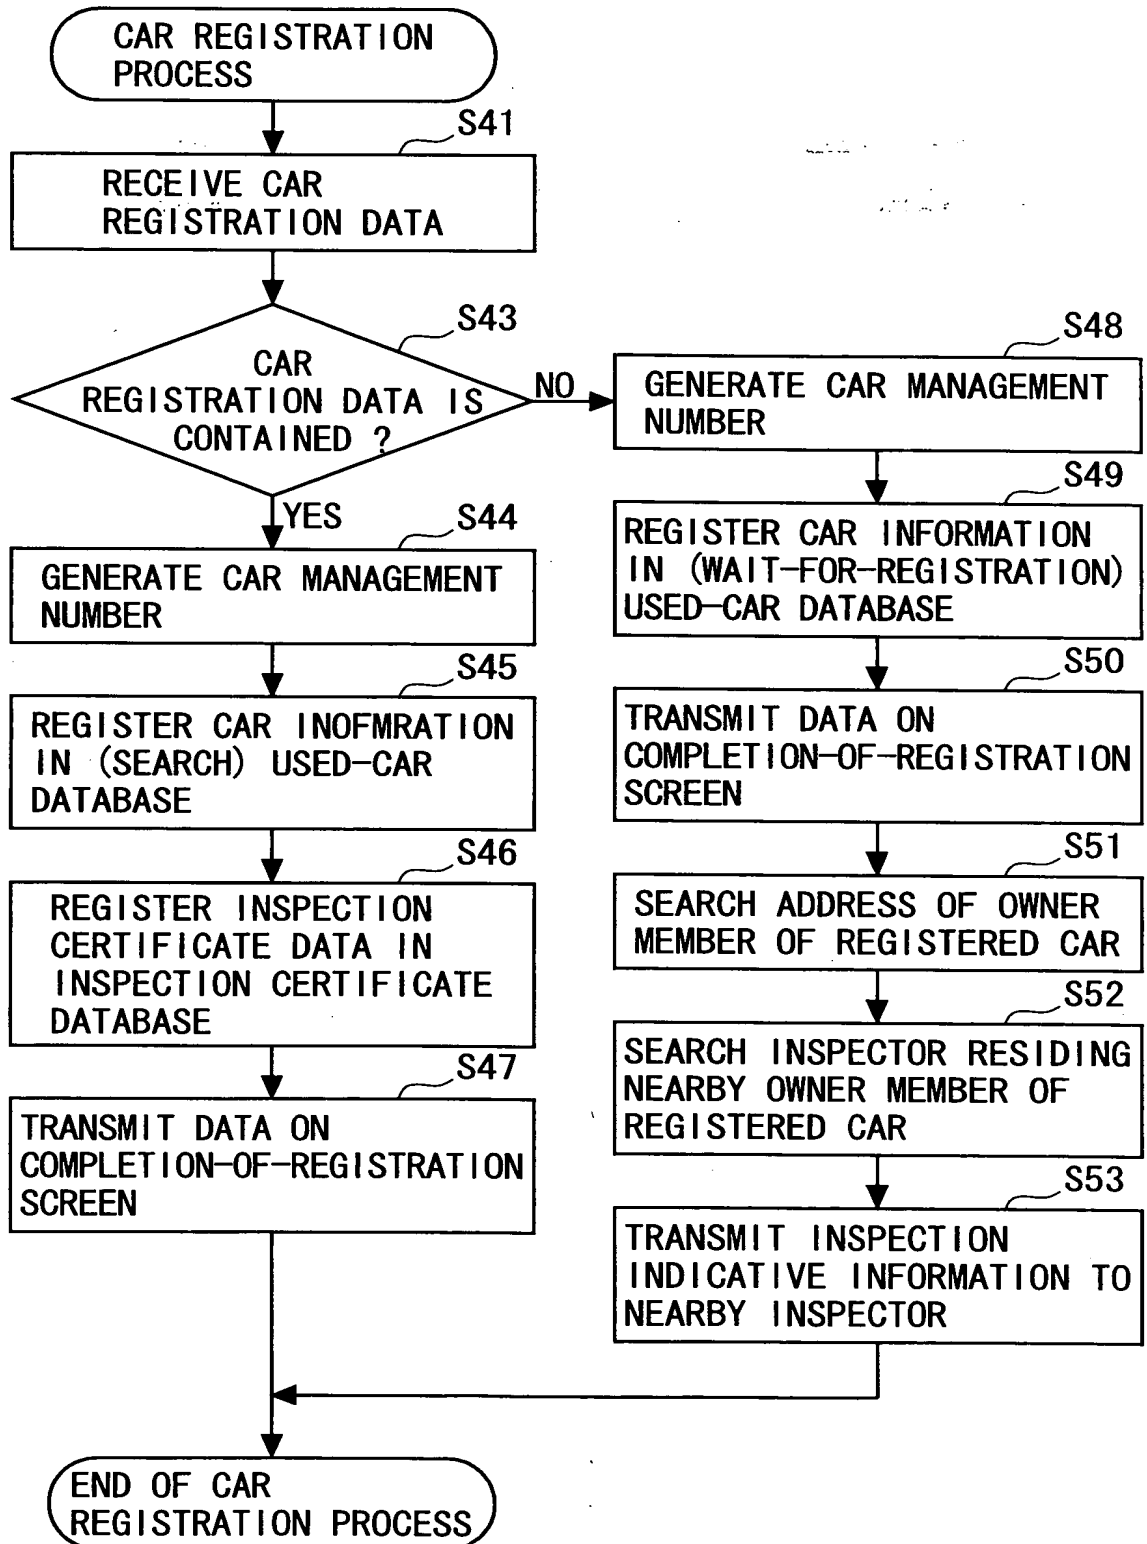 CAR REGISTRATION
PROCESS
S41
RECEIVE CAR
REGISTRATION DATA
S43
CAR
REGISTRATION DATA IS
CONTAINED ?
NO
YES
S44
GENERATE CAR MANAGEMENT
NUMBER
S45
REGISTER CAR INOFMRATION
IN (SEARCH) USED-CAR
DATABASE
S46
REGISTER INSPECTION
CERTIFICATE DATA IN
INSPECTION CERTIFICATE
DATABASE
S47
TRANSMIT DATA ON
COMPLETION-OF-REGISTRATION
SCREEN
S48
GENERATE CAR MANAGEMENT
NUMBER
S49
REGISTER CAR INFORMATION
IN (WAIT-FOR-REGISTRATION)
USED-CAR DATABASE
S50
TRANSMIT DATA ON
COMPLETION-OF-REGISTRATION
SCREEN
S51
SEARCH ADDRESS OF OWNER
MEMBER OF REGISTERED CAR
S52
SEARCH INSPECTOR RESIDING
NEARBY OWNER MEMBER OF
REGISTERED CAR
S53
TRANSMIT INSPECTION
INDICATIVE INFORMATION TO
NEARBY INSPECTOR
END OF CAR
REGISTRATION PROCESS